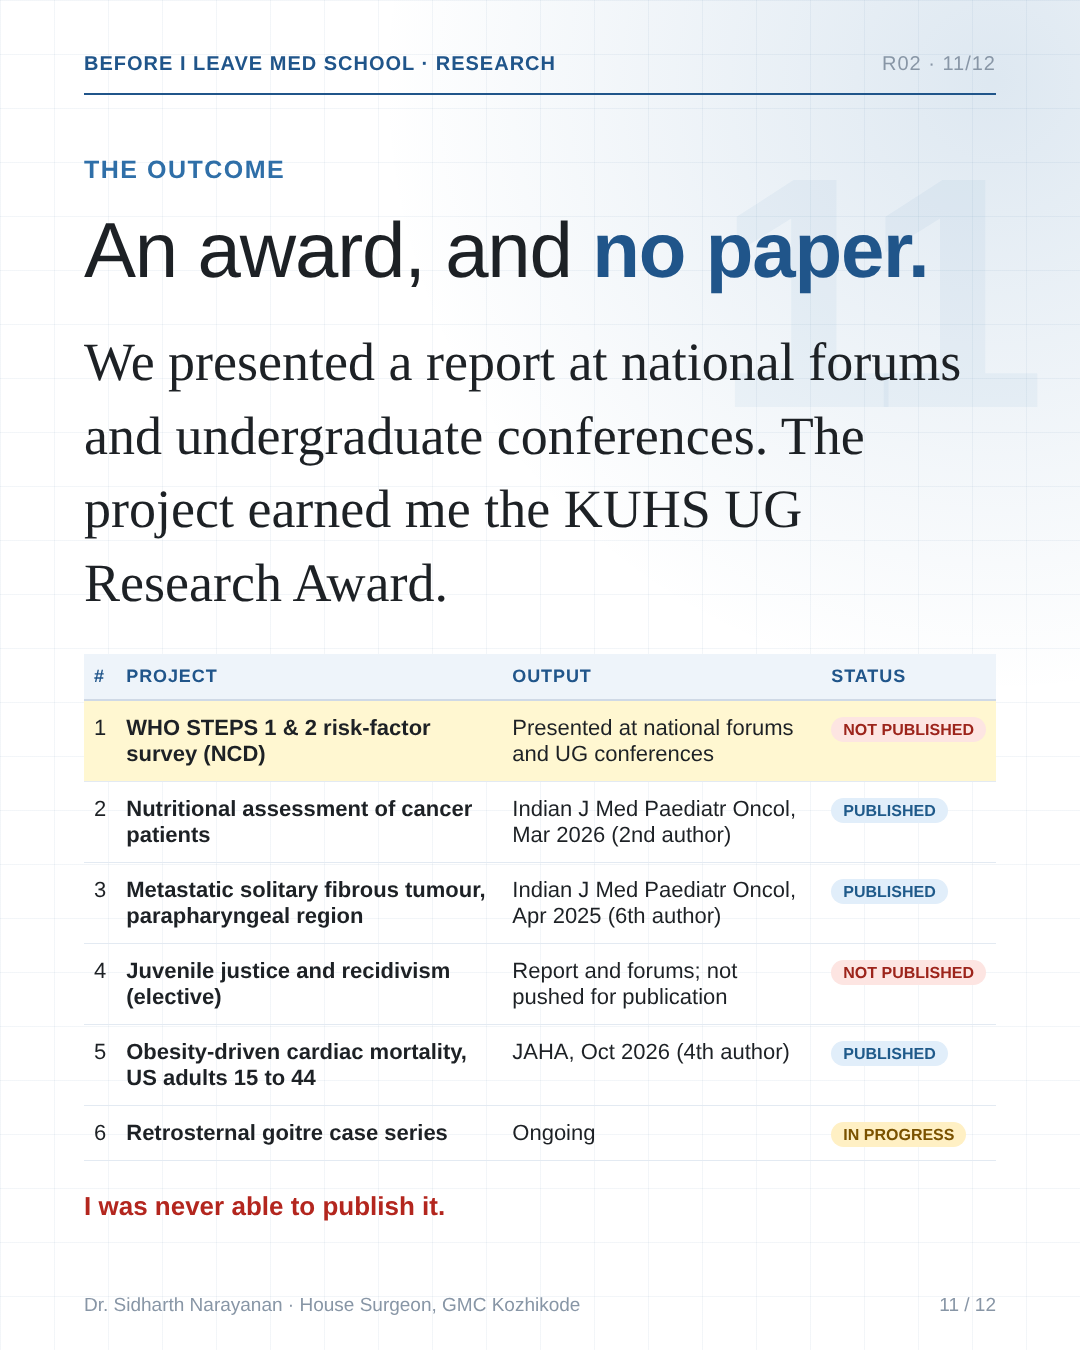 BEFORE I LEAVE MED SCHOOL · RESEARCH
R02 · 11/12
THE OUTCOME
11
An award, and no paper.
We presented a report at national forums
and undergraduate conferences. The
project earned me the KUHS UG
Research Award.
# PROJECT OUTPUT STATUS
1 WHO STEPS 1 & 2 risk-factor survey (NCD) Presented at national forums and UG conferences NOT PUBLISHED
2 Nutritional assessment of cancer patients Indian J Med Paediatr Oncol, Mar 2026 (2nd author) PUBLISHED
3 Metastatic solitary fibrous tumour, parapharyngeal region Indian J Med Paediatr Oncol, Apr 2025 (6th author) PUBLISHED
4 Juvenile justice and recidivism (elective) Report and forums; not pushed for publication NOT PUBLISHED
5 Obesity-driven cardiac mortality, US adults 15 to 44 JAHA, Oct 2026 (4th author) PUBLISHED
6 Retrosternal goitre case series Ongoing IN PROGRESS
I was never able to publish it.
Dr. Sidharth Narayanan · House Surgeon, GMC Kozhikode
11 / 12